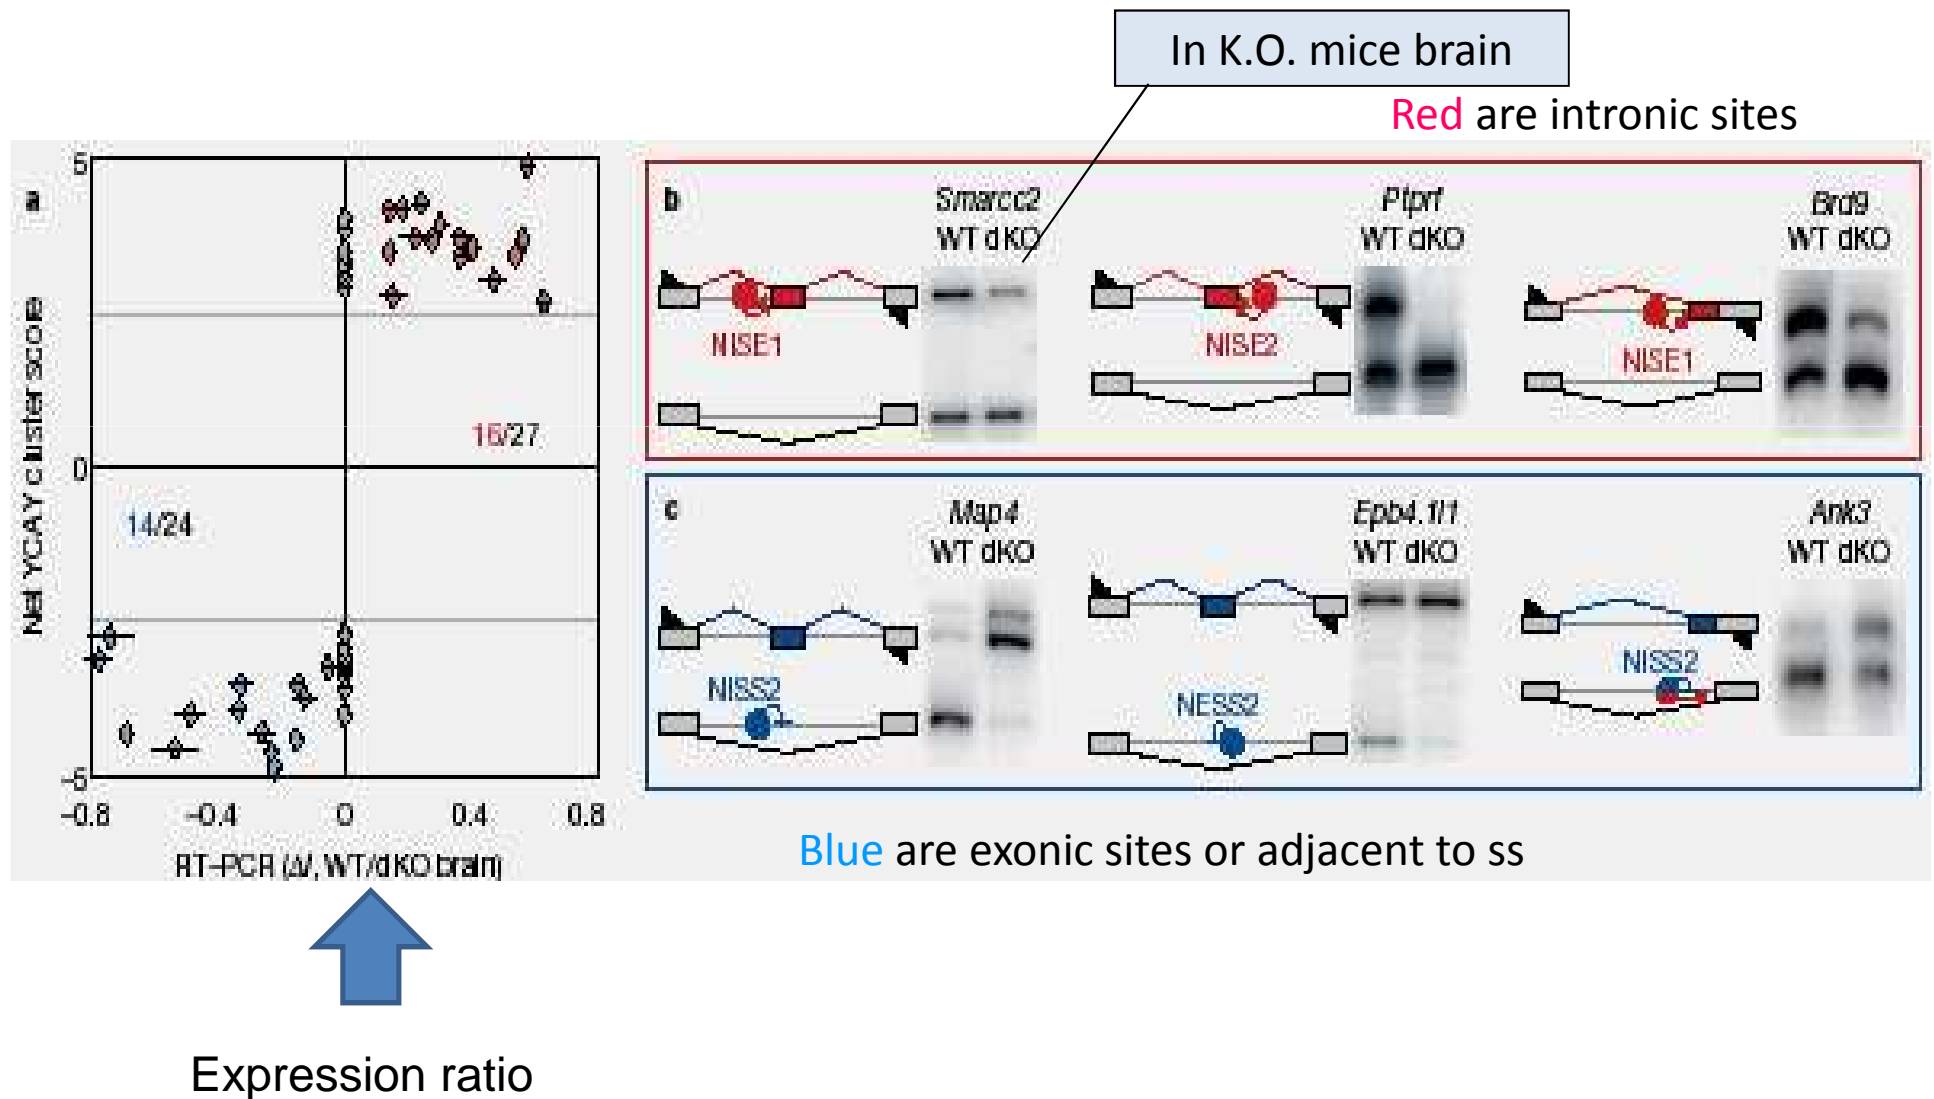 In K.O. mice brain
Red are intronic sites
a
5
0
–5
Net YCAY cluster score
16/27
14/24
–0.8 –0.4 0 0.4 0.8
RT–PCR (ΔI, WT/dKO brain)
b
Smarcc2
WT dKO
NISE1
Ptprf
WT dKO
NISE2
Brd9
WT dKO
NISE1
c
Map4
WT dKO
NISS2
Epb4.1l1
WT dKO
NESS2
Ank3
WT dKO
NISS2
Blue are exonic sites or adjacent to ss
Expression ratio